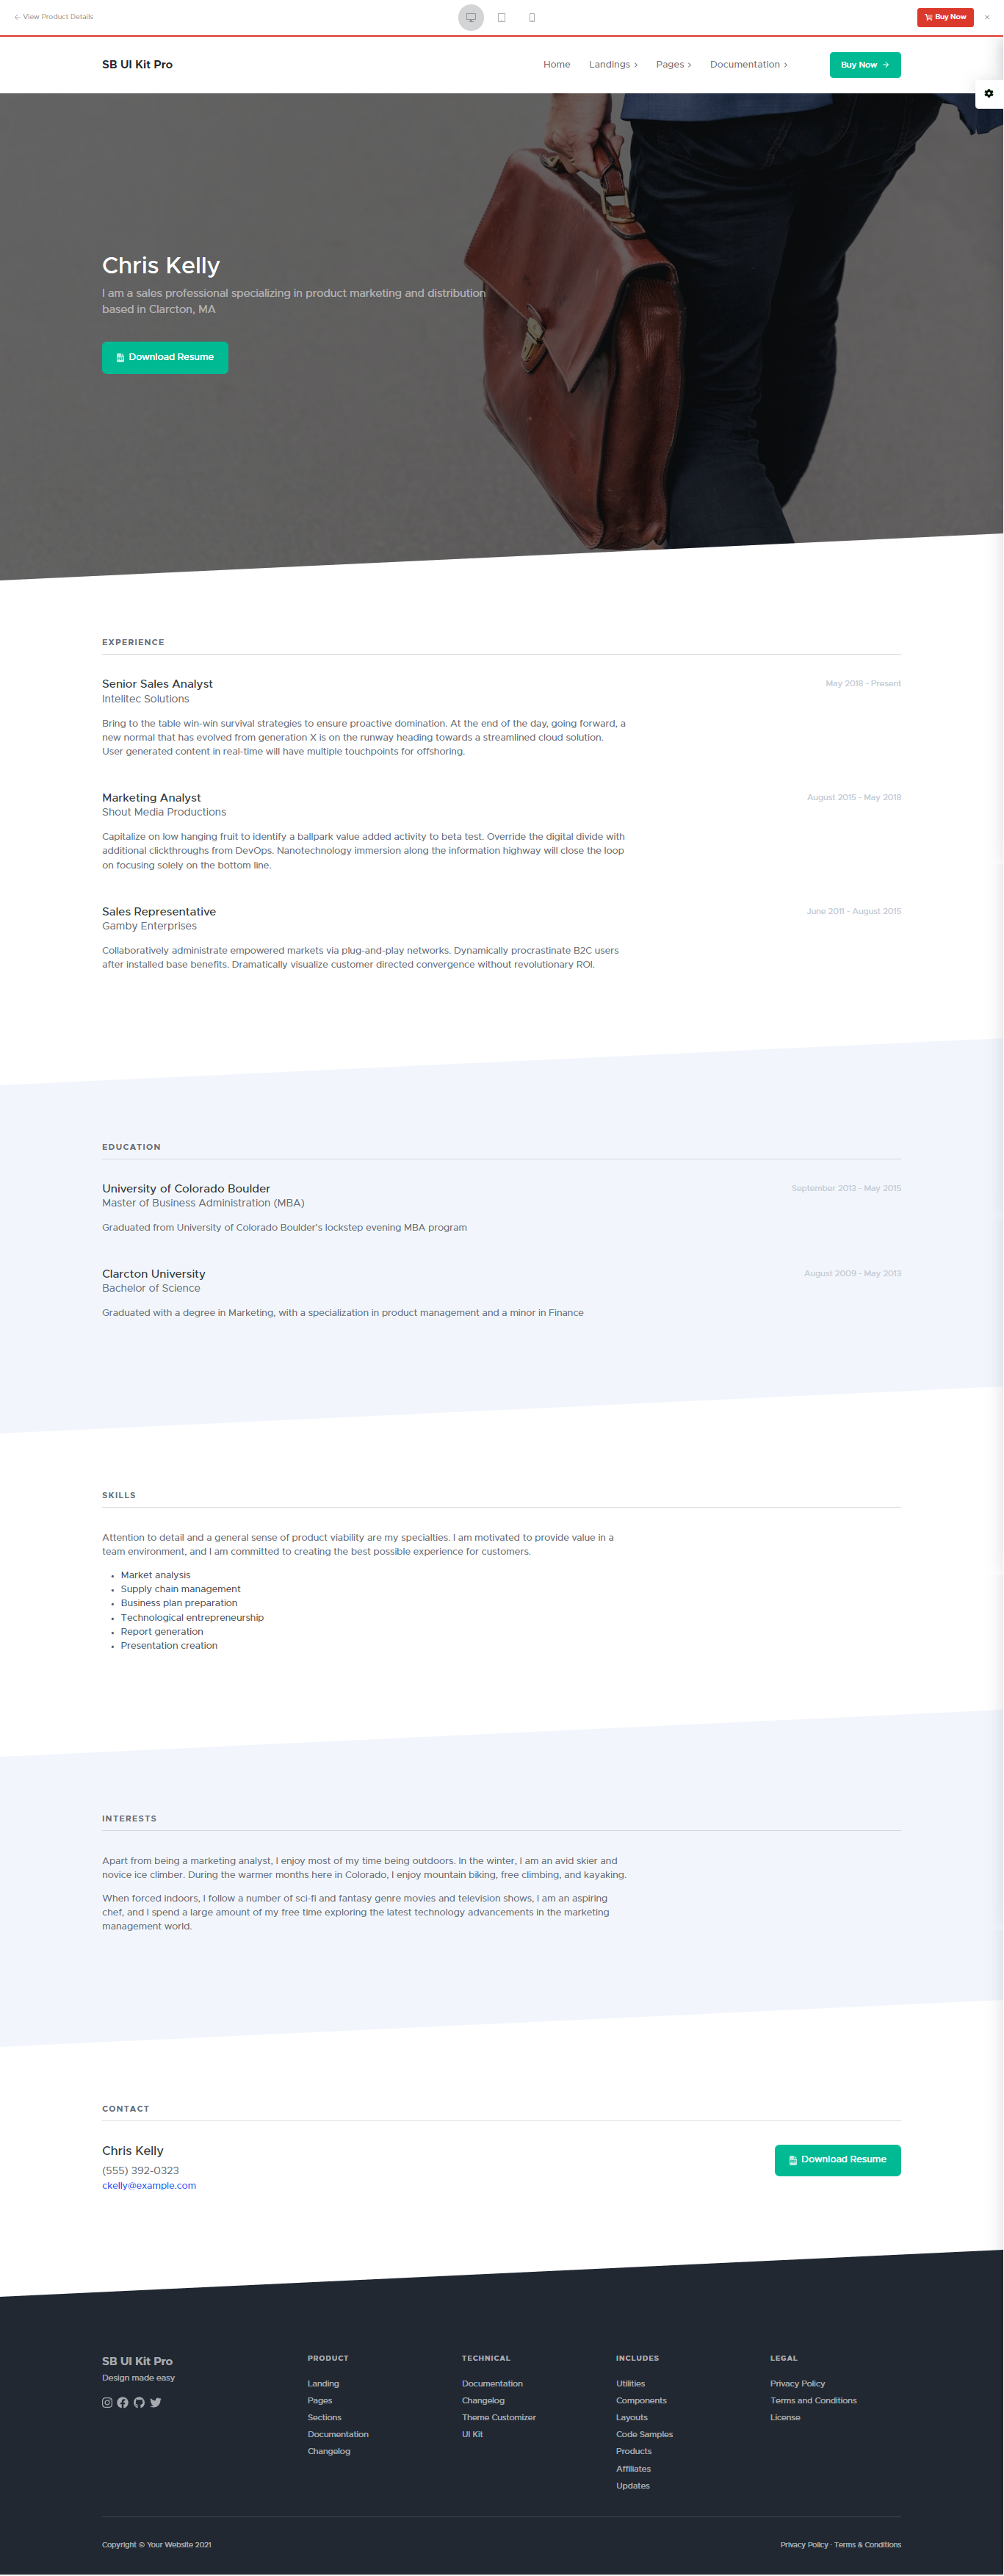 View Product Details
Buy Now
SB UI Kit Pro
Home Landings Pages Documentation Buy Now
Chris Kelly
I am a sales professional specializing in product marketing and distribution
based in Clarcton, MA
Download Resume
EXPERIENCE
Senior Sales Analyst
May 2018 - Present
Intelitec Solutions
Bring to the table win-win survival strategies to ensure proactive domination. At the end of the day, going forward, a
new normal that has evolved from generation X is on the runway heading towards a streamlined cloud solution.
User generated content in real-time will have multiple touchpoints for offshoring.
Marketing Analyst
August 2015 - May 2018
Shout Media Productions
Capitalize on low hanging fruit to identify a ballpark value added activity to beta test. Override the digital divide with
additional clickthroughs from DevOps. Nanotechnology immersion along the information highway will close the loop
on focusing solely on the bottom line.
Sales Representative
June 2011 - August 2015
Gamby Enterprises
Collaboratively administrate empowered markets via plug-and-play networks. Dynamically procrastinate B2C users
after installed base benefits. Dramatically visualize customer directed convergence without revolutionary ROI.
EDUCATION
University of Colorado Boulder
September 2013 - May 2015
Master of Business Administration (MBA)
Graduated from University of Colorado Boulder's lockstep evening MBA program
Clarcton University
August 2009 - May 2013
Bachelor of Science
Graduated with a degree in Marketing, with a specialization in product management and a minor in Finance
SKILLS
Attention to detail and a general sense of product viability are my specialties. I am motivated to provide value in a
team environment, and I am committed to creating the best possible experience for customers.
• Market analysis
• Supply chain management
• Business plan preparation
• Technological entrepreneurship
• Report generation
• Presentation creation
INTERESTS
Apart from being a marketing analyst, I enjoy most of my time being outdoors. In the winter, I am an avid skier and
novice ice climber. During the warmer months here in Colorado, I enjoy mountain biking, free climbing, and kayaking.
When forced indoors, I follow a number of sci-fi and fantasy genre movies and television shows, I am an aspiring
chef, and I spend a large amount of my free time exploring the latest technology advancements in the marketing
management world.
CONTACT
Chris Kelly
(555) 392-0323
ckelly@example.com
Download Resume
SB UI Kit Pro
Design made easy
PRODUCT
Landing
Pages
Sections
Documentation
Changelog
TECHNICAL
Documentation
Changelog
Theme Customizer
UI Kit
INCLUDES
Utilities
Components
Layouts
Code Samples
Products
Affiliates
Updates
LEGAL
Privacy Policy
Terms and Conditions
License
Copyright © Your Website 2021
Privacy Policy · Terms & Conditions